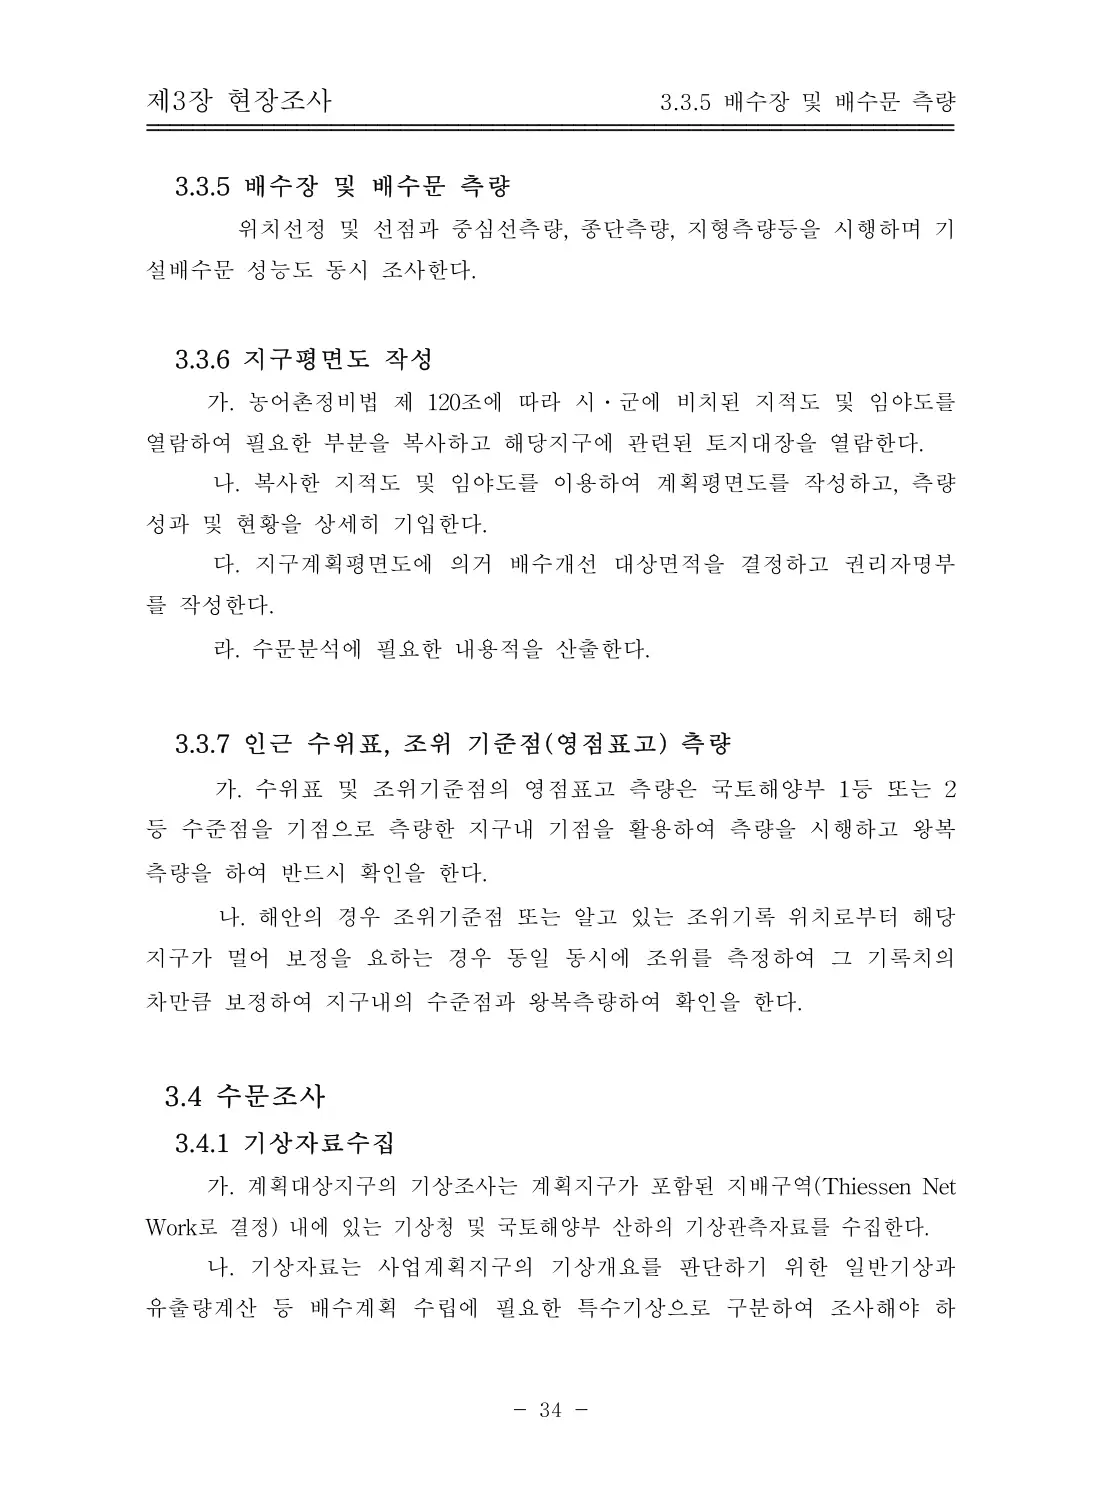 제3장 현장조사
3.3.5 배수장 및 배수문 측량
3.3.5 배수장 및 배수문 측량
위치선정 및 선점과 중심선측량, 종단측량, 지형측량등을 시행하며 기
설배수문 성능도 동시 조사한다.
3.3.6 지구평면도 작성
가. 농어촌정비법 제 120조에 따라 시·군에 비치된 지적도 및 임야도를
열람하여 필요한 부분을 복사하고 해당지구에 관련된 토지대장을 열람한다.
나. 복사한 지적도 및 임야도를 이용하여 계획평면도를 작성하고, 측량
성과 및 현황을 상세히 기입한다.
다. 지구계획평면도에 의거 배수개선 대상면적을 결정하고 권리자명부
를 작성한다.
라. 수문분석에 필요한 내용적을 산출한다.
3.3.7 인근 수위표, 조위 기준점(영점표고) 측량
가. 수위표 및 조위기준점의 영점표고 측량은 국토해양부 1등 또는 2
등 수준점을 기점으로 측량한 지구내 기점을 활용하여 측량을 시행하고 왕복
측량을 하여 반드시 확인을 한다.
나. 해안의 경우 조위기준점 또는 알고 있는 조위기록 위치로부터 해당
지구가 멀어 보정을 요하는 경우 동일 동시에 조위를 측정하여 그 기록치의
차만큼 보정하여 지구내의 수준점과 왕복측량하여 확인을 한다.
3.4 수문조사
3.4.1 기상자료수집
가. 계획대상지구의 기상조사는 계획지구가 포함된 지배구역(Thiessen Net
Work로 결정) 내에 있는 기상청 및 국토해양부 산하의 기상관측자료를 수집한다.
나. 기상자료는 사업계획지구의 기상개요를 판단하기 위한 일반기상과
유출량계산 등 배수계획 수립에 필요한 특수기상으로 구분하여 조사해야 하
- 34 -